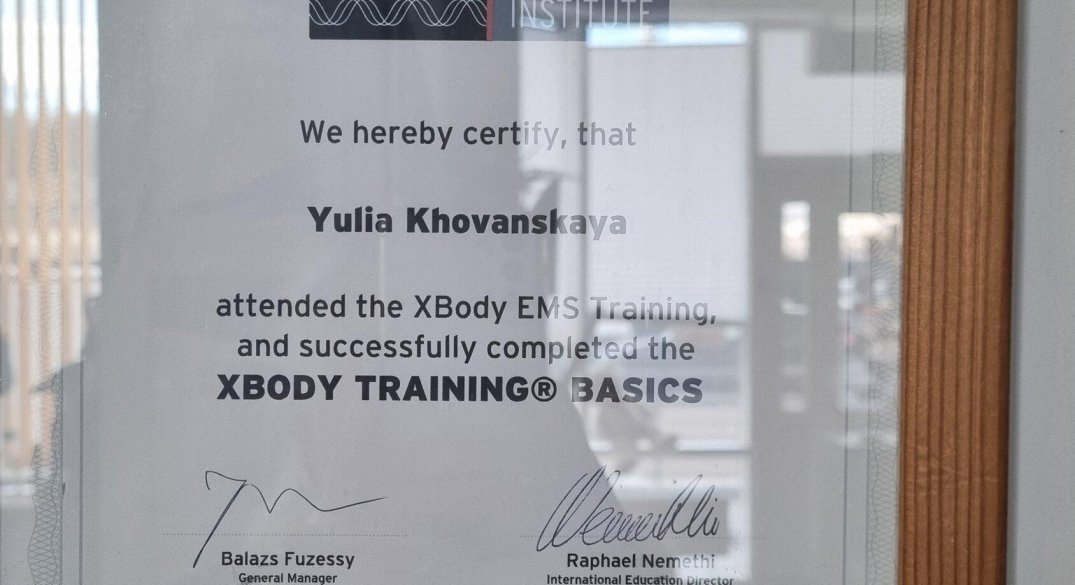 INSTITUTE
We hereby certify, that
Yulia Khovanskaya
attended the XBody EMS Training,
and successfully completed the
XBODY TRAINING® BASICS
Balazs Fuzessy
General Manager
Raphael Nemethi
International Education Director